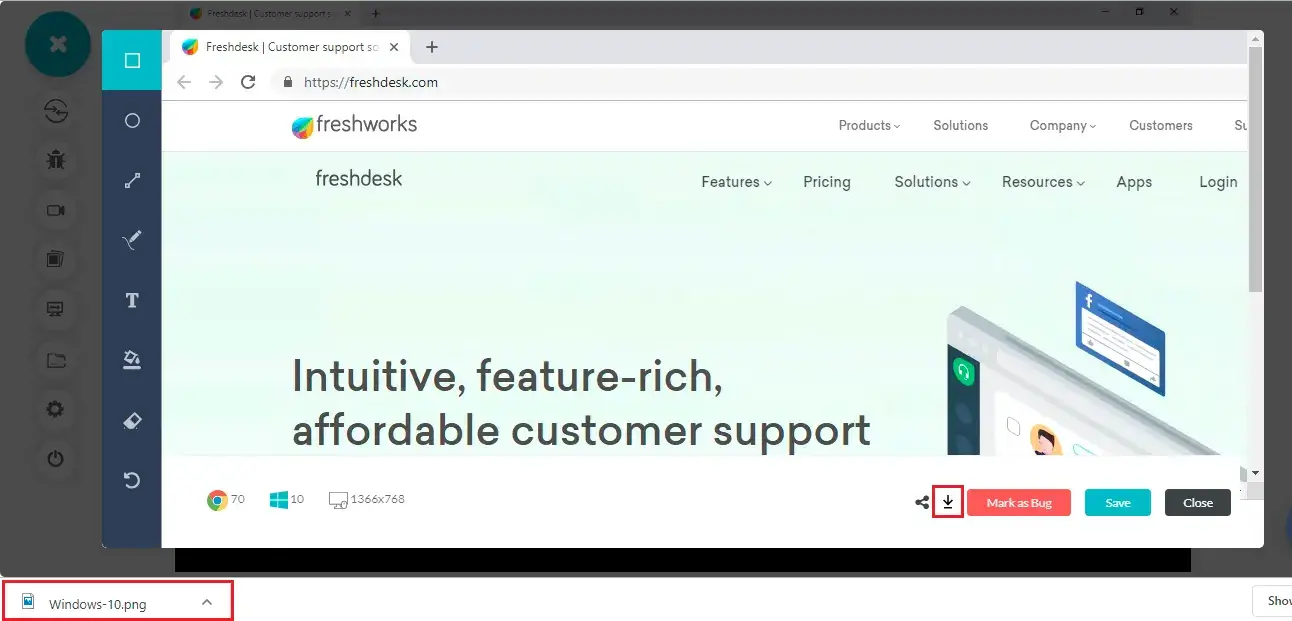 Freshdesk | Customer support s
Freshdesk | Customer support so
https://freshdesk.com
freshworks
Products
Solutions
Company
Customers
Su
freshdesk
Features
Pricing
Solutions
Resources
Apps
Login
Intuitive, feature-rich,
affordable customer support
T
70
10
1366x768
Mark as Bug
Save
Close
Windows-10.png
Show